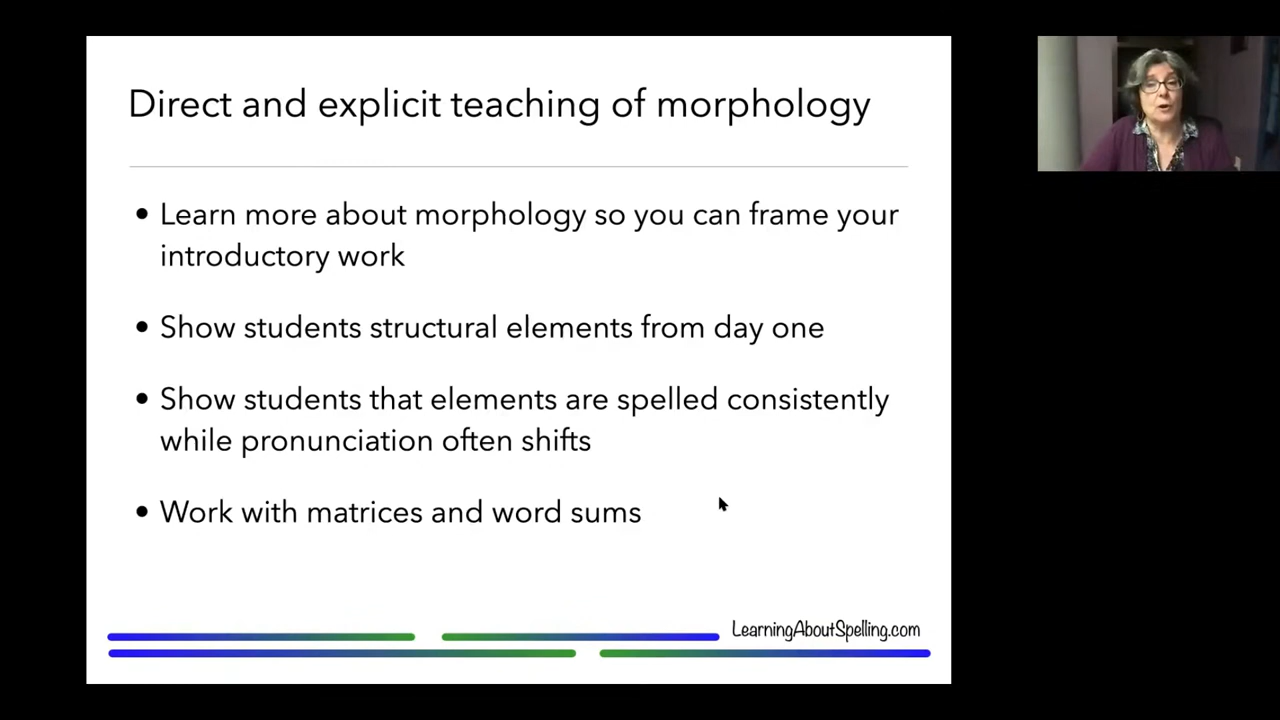 Direct and explicit teaching of morphology
• Learn more about morphology so you can frame your
introductory work
• Show students structural elements from day one
• Show students that elements are spelled consistently
while pronunciation often shifts
• Work with matrices and word sums
LearningAboutSpelling.com